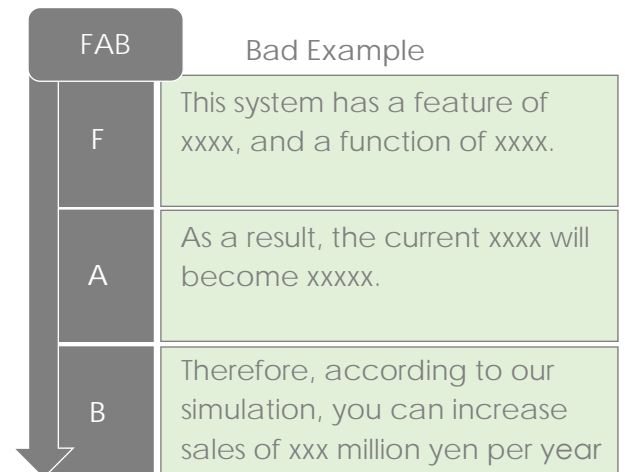 FAB
Bad Example
F
This system has a feature of
xxxx, and a function of xxxx.
A
As a result, the current xxxx will
become xxxxx.
B
Therefore, according to our
simulation, you can increase
sales of xxx million yen per year